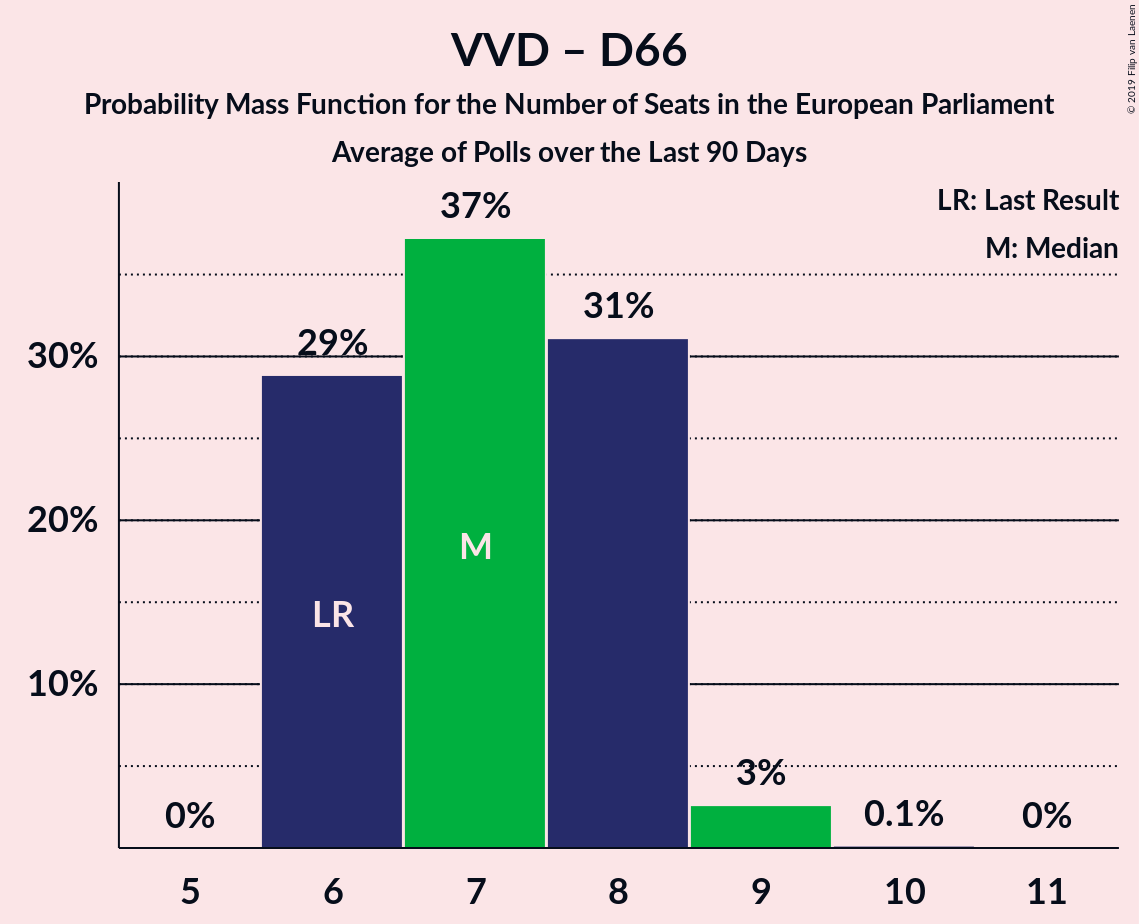 VVD – D66
Probability Mass Function for the Number of Seats in the European Parliament
Average of Polls over the Last 90 Days
© 2019 Filip van Laenen
LR: Last Result
M: Median
37%
31%
29%
30%
20%
M
LR
10%
3%
0%
0.1%
0%
5
6
7
8
9
10
11